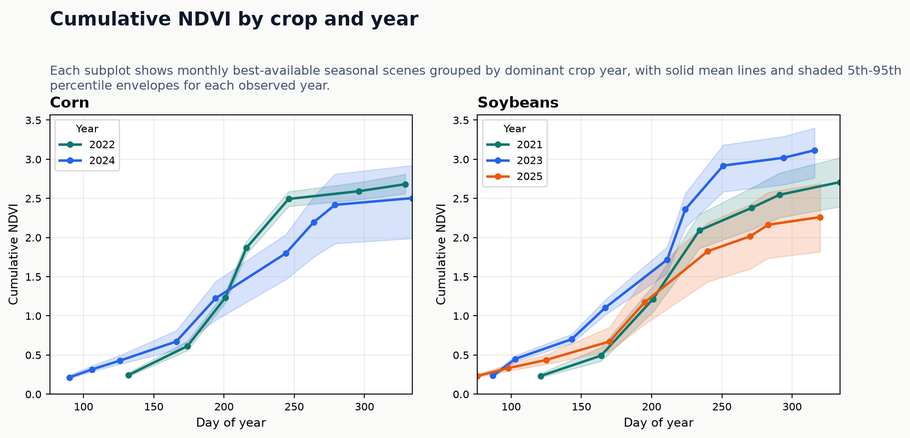 Cumulative NDVI by crop and year
Each subplot shows monthly best-available seasonal scenes grouped by dominant crop year, with solid mean lines and shaded 5th-95th
percentile envelopes for each observed year.
Corn
Cumulative NDVI
3.5
3.0
2.5
2.0
1.5
1.0
0.5
0.0
Year
2022
2024
100 150 200 250 300
Day of year
Soybeans
Cumulative NDVI
3.5
3.0
2.5
2.0
1.5
1.0
0.5
0.0
Year
2021
2023
2025
100 150 200 250 300
Day of year